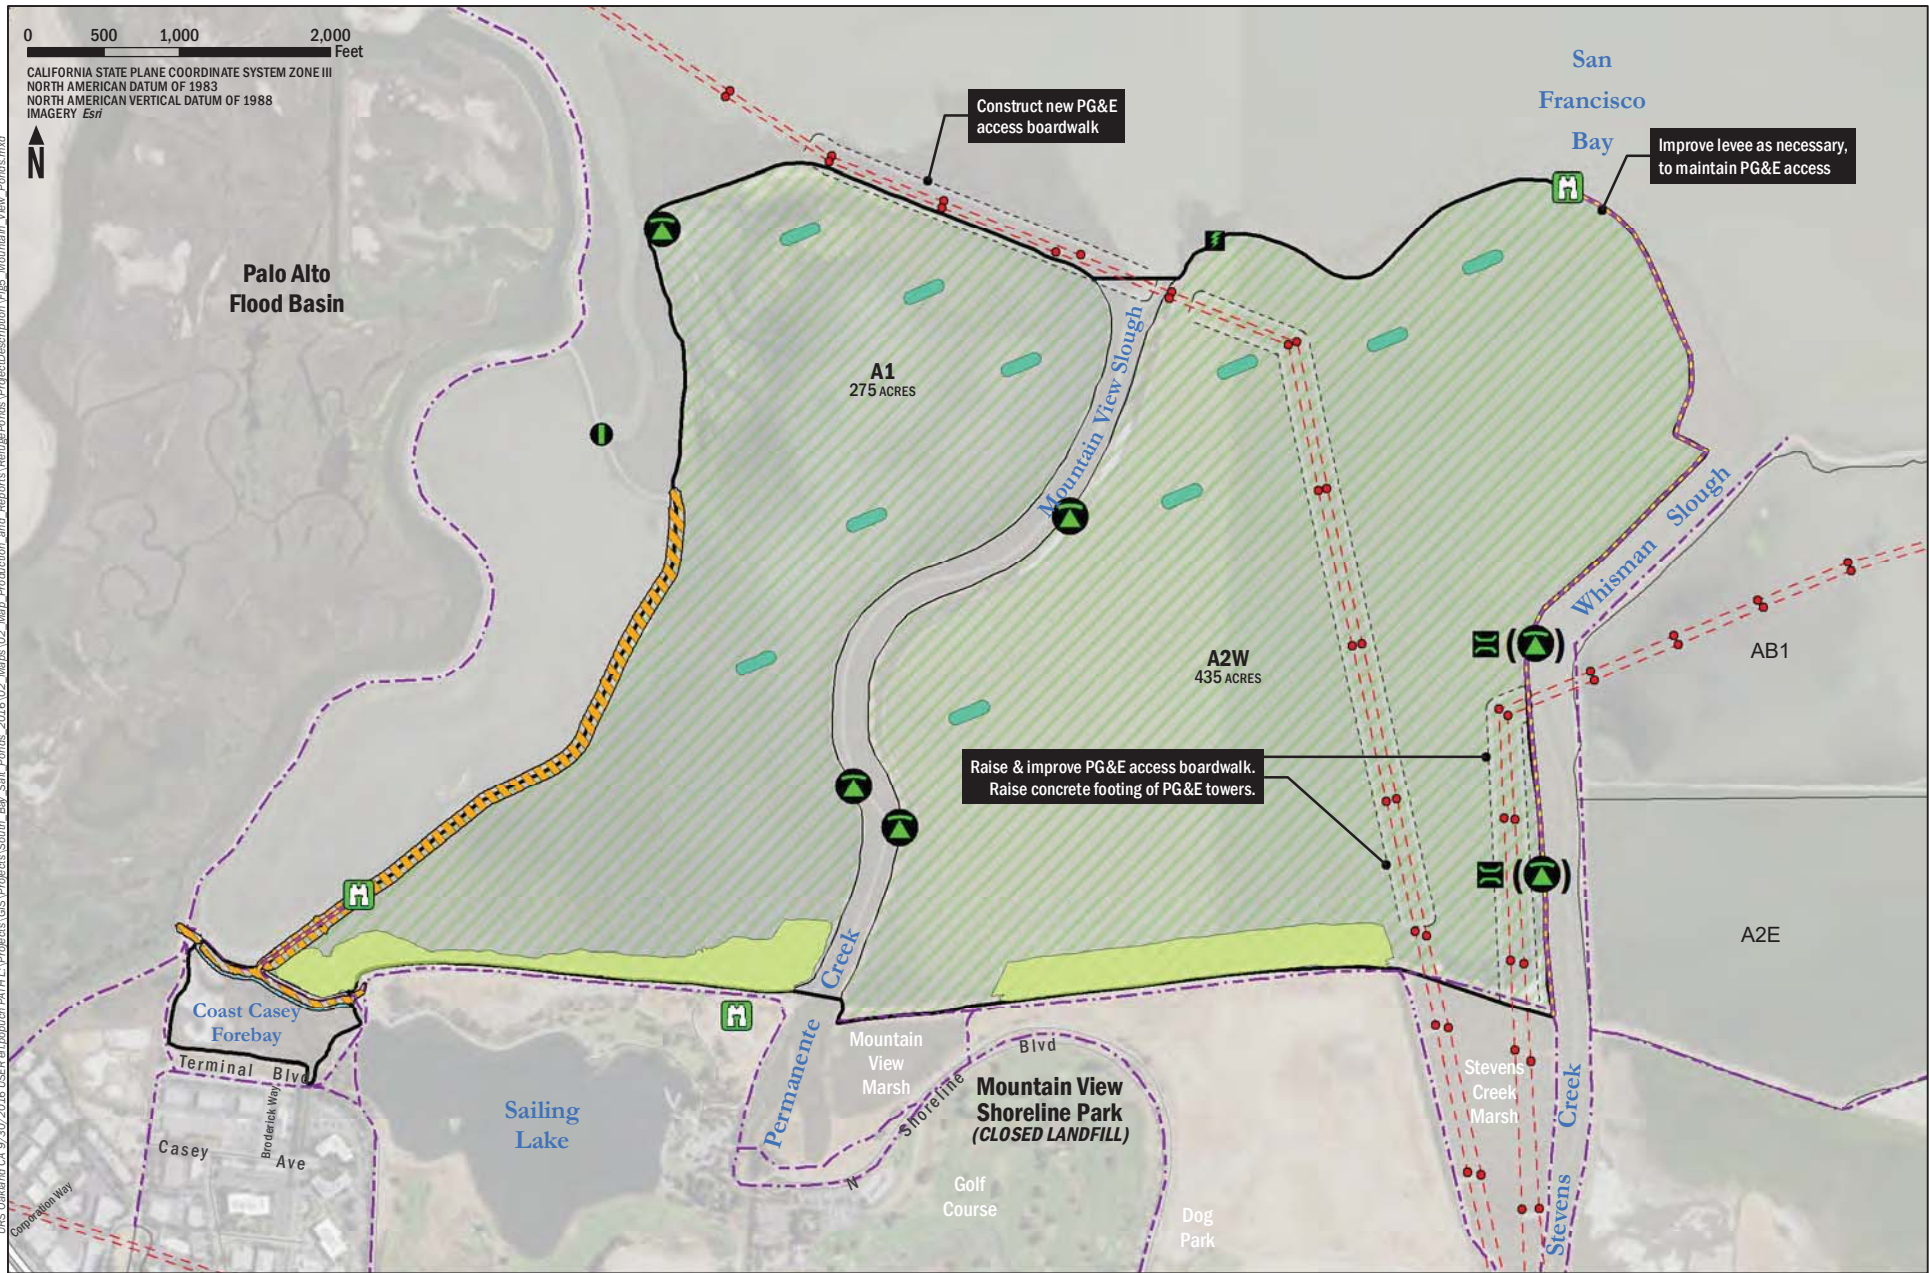 0 500 1,000 2,000
Feet
CALIFORNIA STATE PLANE COORDINATE SYSTEM ZONE III
NORTH AMERICAN DATUM OF 1983
NORTH AMERICAN VERTICAL DATUM OF 1988
IMAGERY Esri
N
San
Francisco
Bay
Construct new PG&E
access boardwalk
Improve levee as necessary,
to maintain PG&E access
Palo Alto
Flood Basin
A1
275 ACRES
Mountain View Slough
Whisman Slough
A2W
435 ACRES
AB1
Raise & improve PG&E access boardwalk.
Raise concrete footing of PG&E towers.
A2E
Permanente Creek
Coast Casey
Forebay
Terminal Blvd
Broderick Way
Casey Ave
Corporation Way
Sailing
Lake
Mountain
View
Marsh
N Shoreline Blvd
Mountain View
Shoreline Park
(CLOSED LANDFILL)
Golf
Course
Dog
Park
Stevens
Creek
Marsh
Stevens Creek